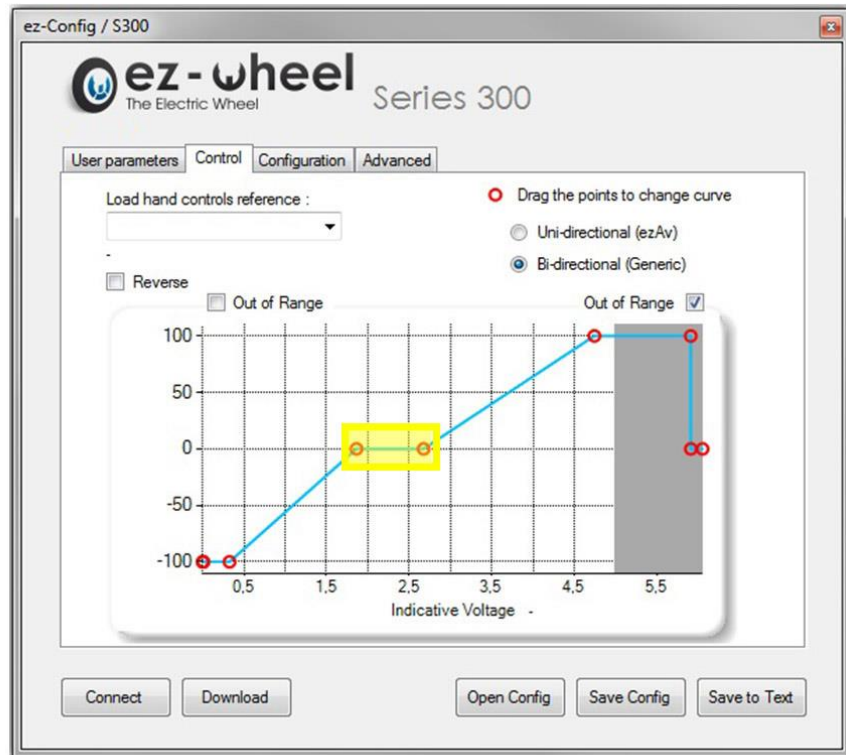 ez-Config / S300
ez-wheel
The Electric Wheel
Series 300
User parameters Control Configuration Advanced
Load hand controls reference :
Drag the points to change curve
Uni-directional (ezAv)
-
Bi-directional (Generic)
Reverse
Out of Range Out of Range
100
50
0
-50
-100
0,5 1,5 2,5 3,5 4,5 5,5
Indicative Voltage -
Connect Download Open Config Save Config Save to Text